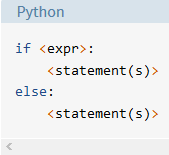 Python
if <expr>:
    <statement(s)>
else:
    <statement(s)>